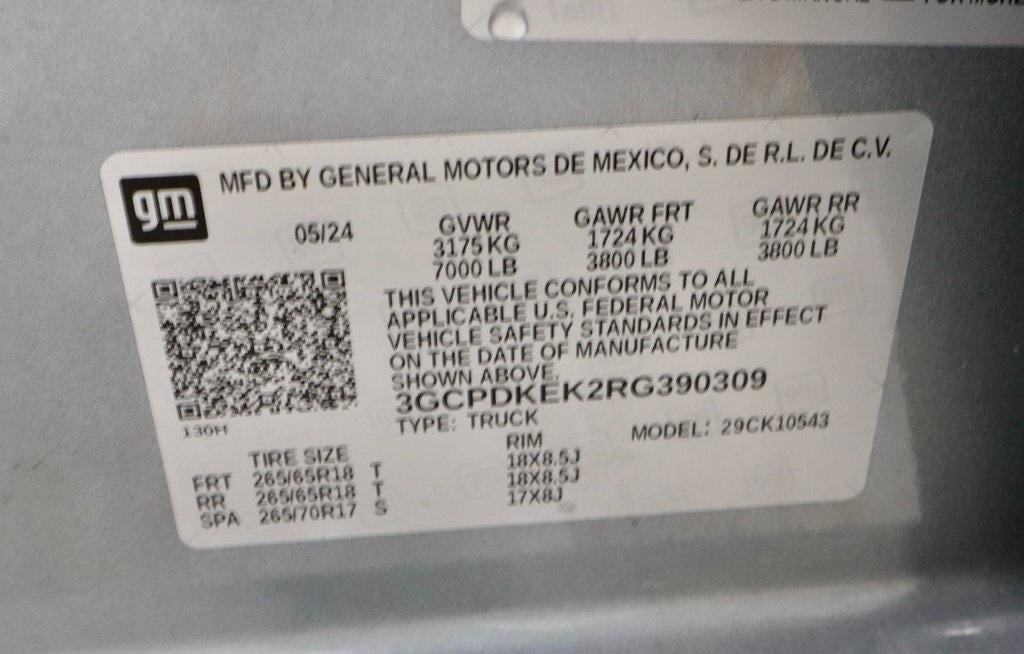 gm
MFD BY GENERAL MOTORS DE MEXICO, S. DE R.L. DE C.V.
05/24 GVWR GAWR FRT GAWR RR
3175 KG 1724 KG 1724 KG
7000 LB 3800 LB 3800 LB
THIS VEHICLE CONFORMS TO ALL
APPLICABLE U.S. FEDERAL MOTOR
VEHICLE SAFETY STANDARDS IN EFFECT
ON THE DATE OF MANUFACTURE
SHOWN ABOVE.
3GCPDKEK2RG390309
TYPE: TRUCK MODEL: 29CK10543
130H
TIRE SIZE RIM
FRT 265/65R18 T 18X8.5J
RR 265/65R18 T 18X8.5J
SPA 265/70R17 S 17X8J